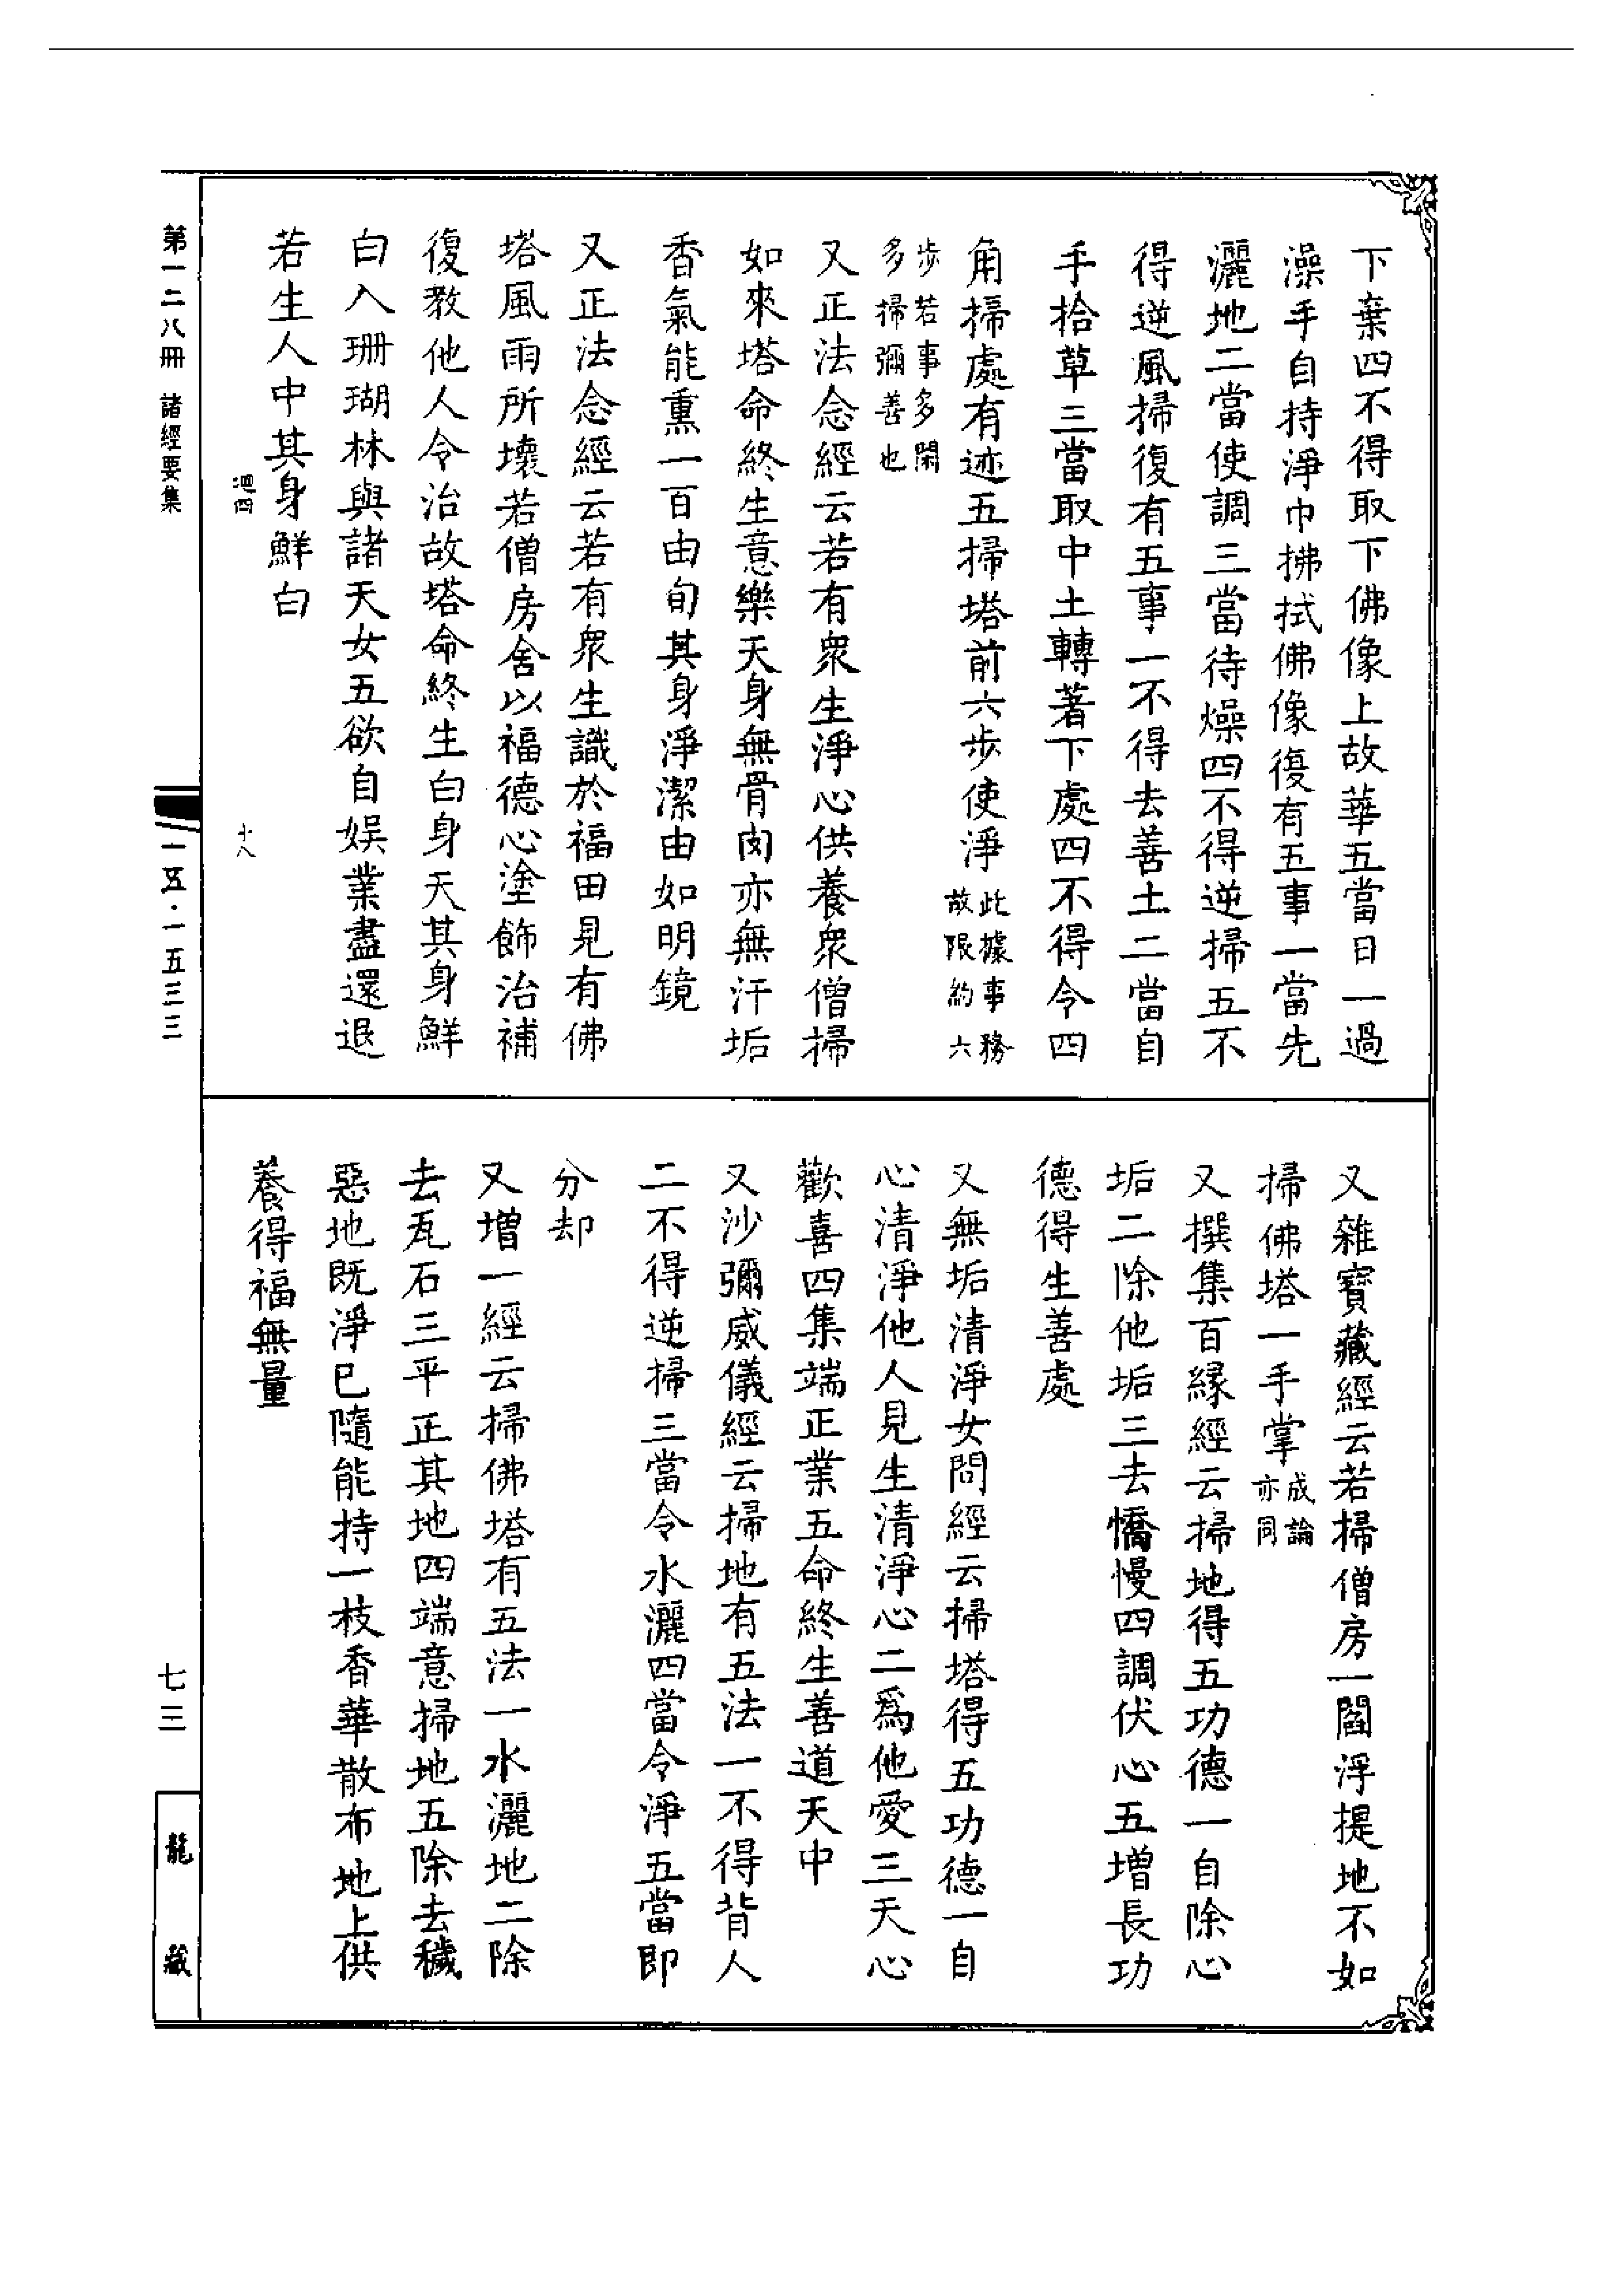 下棄四不得取下佛像上故華五當日一過
澡手自持淨巾拂拭佛像復有五事一當先
灑地二當使調三當待燥四不得逆掃五不
得逆風掃復有五事一不得去善土二當自
手拾草三當取中土轉著下處四不得令四
角掃處有迹五掃塔前六步使淨此據事務故限約六
步若事多閑多掃彌善也
又正法念經云若有眾生淨心供養眾僧掃
如來塔命終生意樂天身無骨肉亦無汗垢
香氣能熏一百由旬其身淨潔由如明鏡
又正法念經云若有眾生識於福田見有佛
塔風雨所壞若僧房舍以福德心塗飾治補
復教他人令治故塔命終生白身天其身鮮
白入珊瑚林與諸天女五欲自娛業盡還退
若生人中其身鮮白
十八
又雜寶藏經云若掃僧房一閻浮提地不如
掃佛塔一手掌成論亦同
又撰集百緣經云掃地得五功德一自除心
垢二除他垢三去憍慢四調伏心五增長功
德得生善處
又無垢清淨女問經云掃塔得五功德一自
心清淨他人見生清淨心二為他愛三天心
歡喜四集端正業五命終生善道天中
又沙彌威儀經云掃地有五法一不得背人
二不得逆掃三當令水灑四當令淨五當即
分却
又增一經云掃佛塔有五法一水灑地二除
去瓦石三平正其地四端意掃地五除去穢
惡地既淨已隨能持一枝香華散布地上供
養得福無量
第一二八冊 諸經要集
一五·一五三三
七三
龍藏